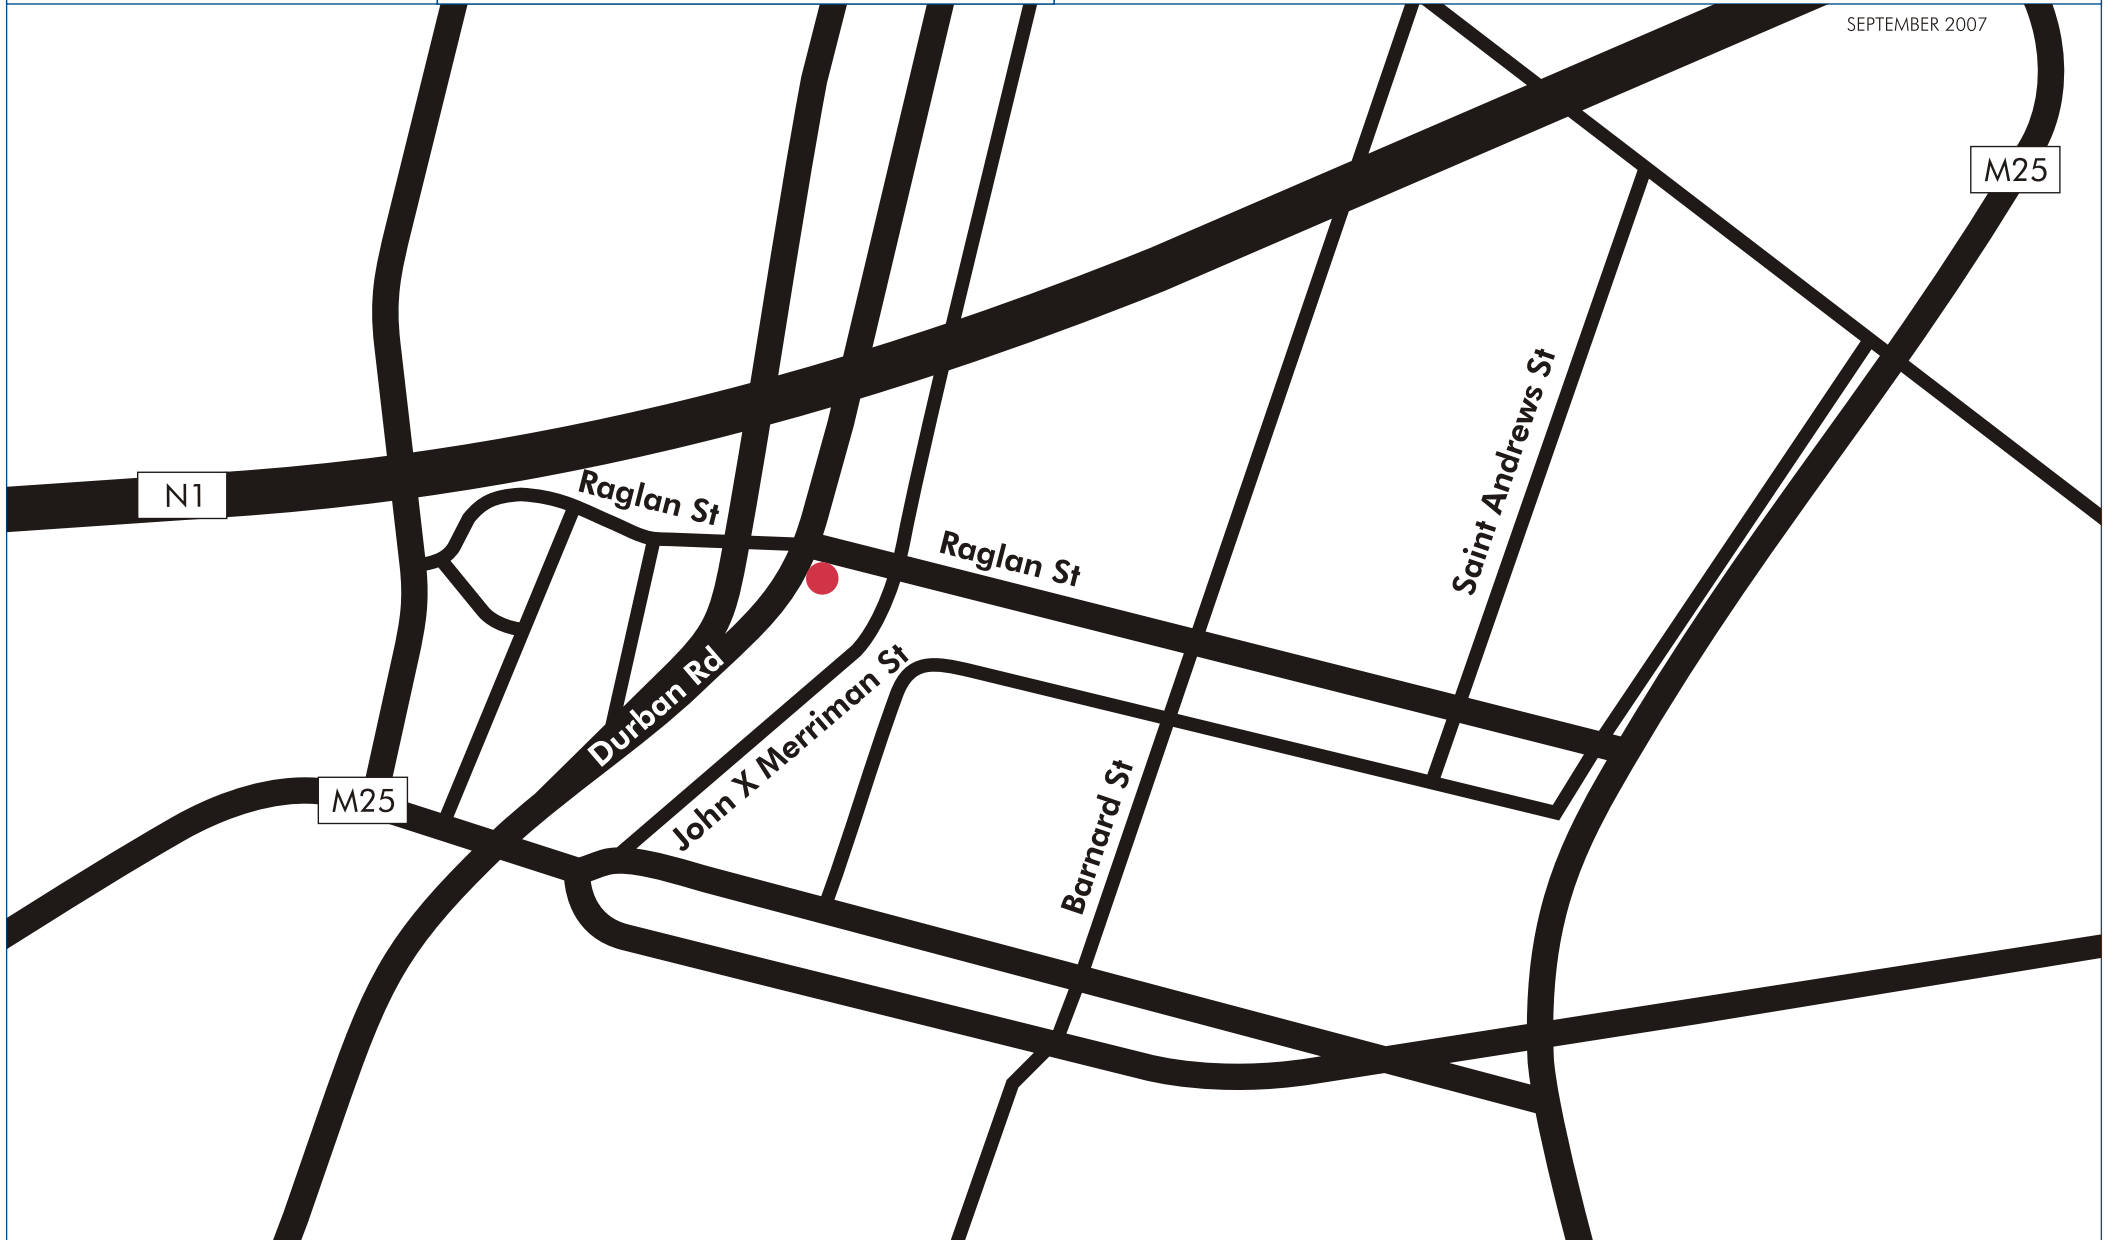 SEPTEMBER 2007
M25
N1
Raglan St
Raglan St
Saint Andrews St
Durban Rd
John X Merriman St
Barnard St
M25